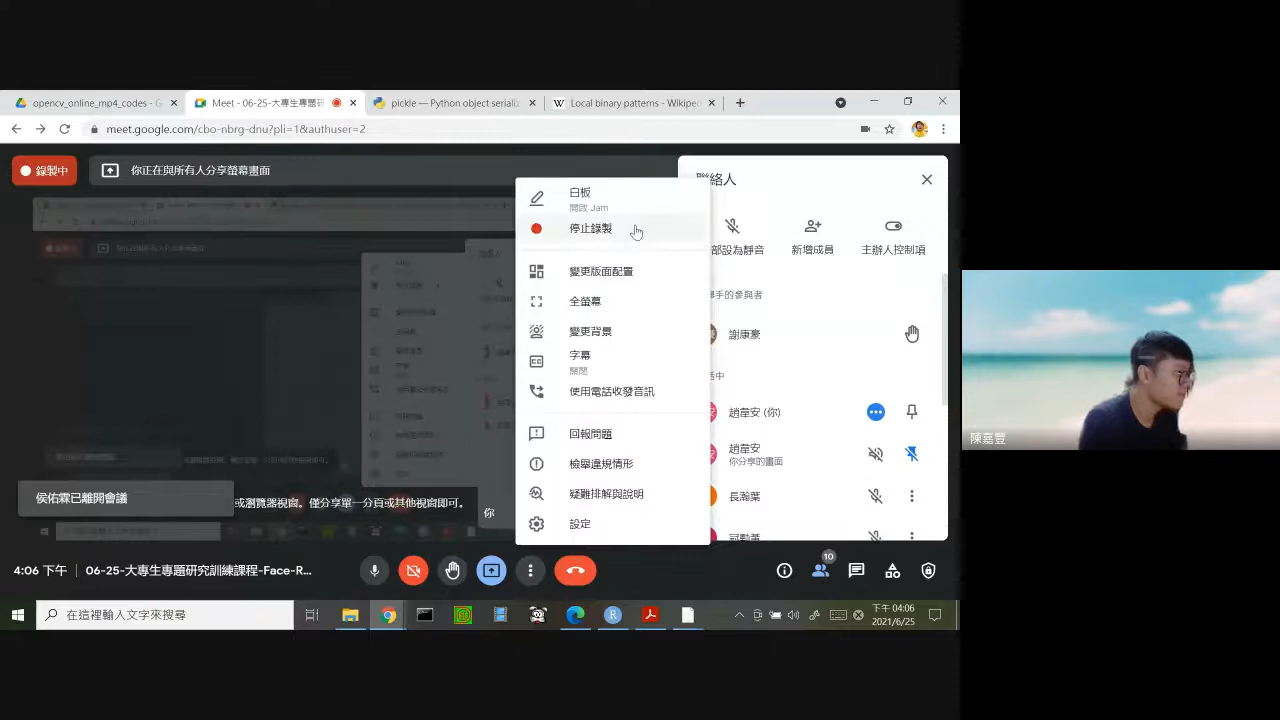 opencv_online_mp4_codes - G
Meet - 06-25-大專生專題研
pickle — Python object serializ
Local binary patterns - Wikiped
meet.google.com/cbcmnbrg-dnu?pli=1&authuser=2
錄製中
你正在與所有人分享螢幕畫面
白板
開啟 Jam
停止錄製
變更版面配置
全螢幕
變更背景
字幕
關閉
使用電話收發音訊
回報問題
檢舉違規情形
疑難排解與說明
設定
聯絡人
部設為靜音
新增成員
主辦人控制項
手的參與者
謝康豪
話中
趙韋安 (你)
趙韋安
你分享的畫面
長瀚葉
侯佑霖已離開會議
或瀏覽器視窗。僅分享單一分頁或其他視窗即可。
你
4:06 下午
06-25-大專生專題研究訓練課程-Face-R...
10
在這裡輸人文字來搜尋
下午 04:06
2021/6/25
陳嘉豐